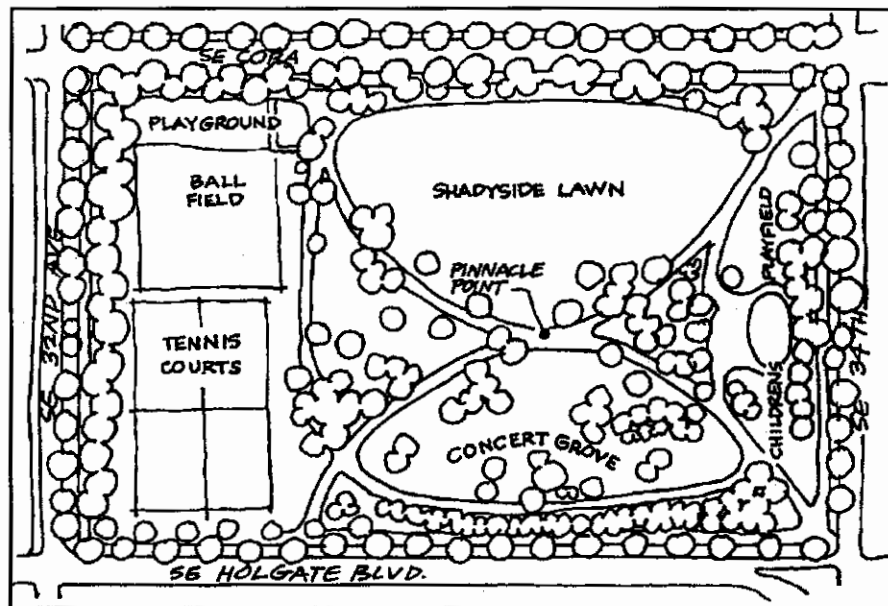 SE CORA
PLAYGROUND
BALL
FIELD
SHADYSIDE LAWN
PLAYFIELD
PINNACLE
POINT
SE 32ND AVE
TENNIS
COURTS
SE 34TH
CHILDRENS
CONCERT GROVE
SE HOLGATE BLVD.